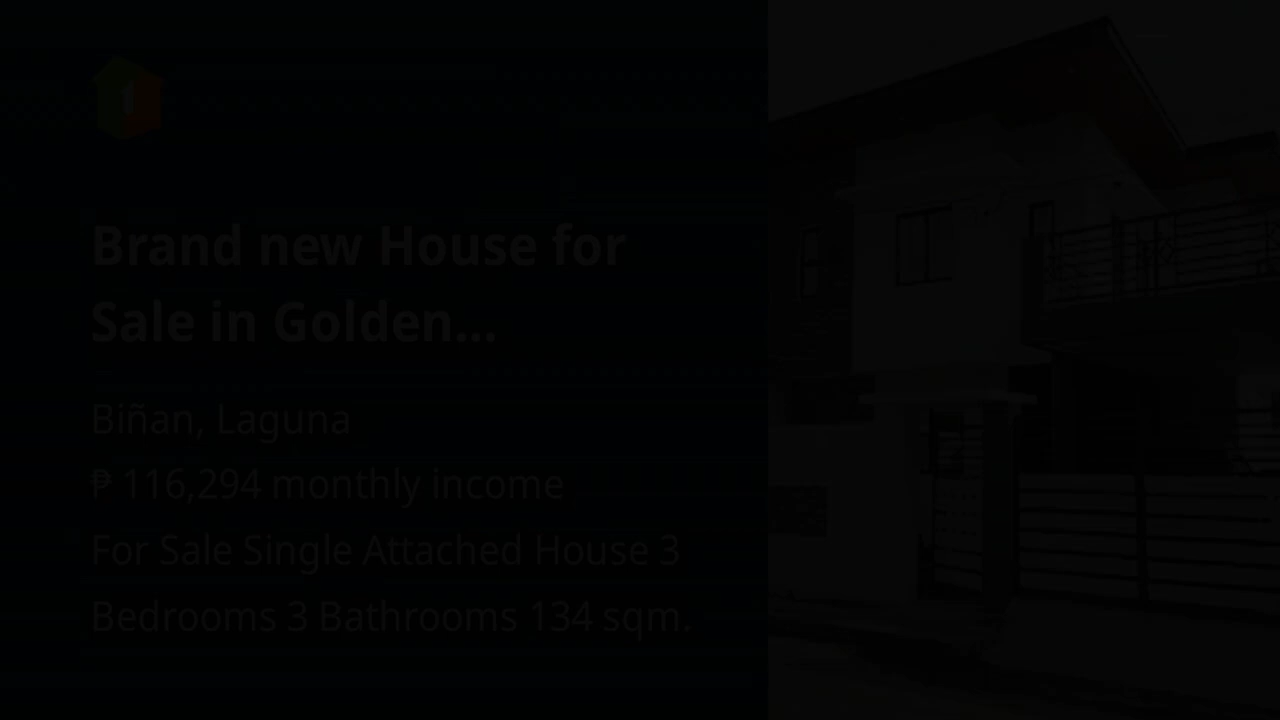 Brand new House for
Sale in Golden...
Biñan, Laguna
₱ 116,294 monthly income
For Sale Single Attached House 3
Bedrooms 3 Bathrooms 134 sqm.